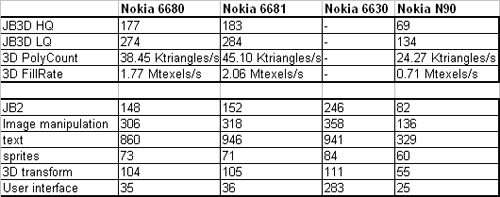 Nokia 6680 Nokia 6681 Nokia 6630 Nokia N90
JB3D HQ 177 183 - 69
JB3D LQ 274 284 - 134
3D PolyCount 38.45 Ktriangles/s 45.10 Ktriangles/s - 24.27 Ktriangles/s
3D FillRate 1.77 Mtexels/s 2.06 Mtexels/s - 0.71 Mtexels/s
JB2 148 152 246 82
Image manipulation 306 318 358 136
text 860 946 941 329
sprites 73 71 84 60
3D transform 104 105 111 55
User interface 35 36 283 25